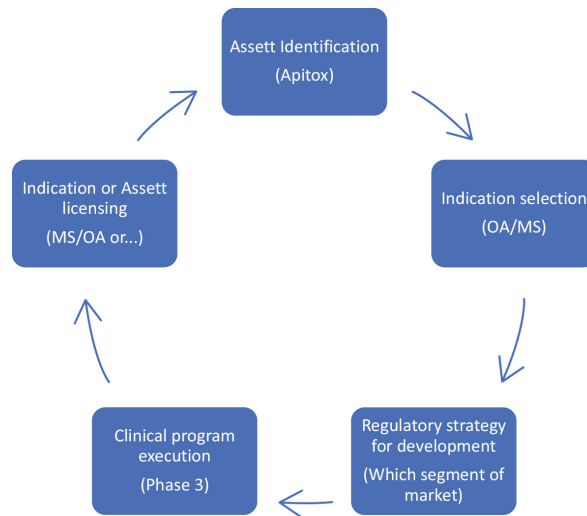 Assett Identification
(Apitox)
Indication selection
(OA/MS)
Regulatory strategy
for development
(Which segment of
market)
Clinical program
execution
(Phase 3)
Indication or Assett
licensing
(MS/OA or...)